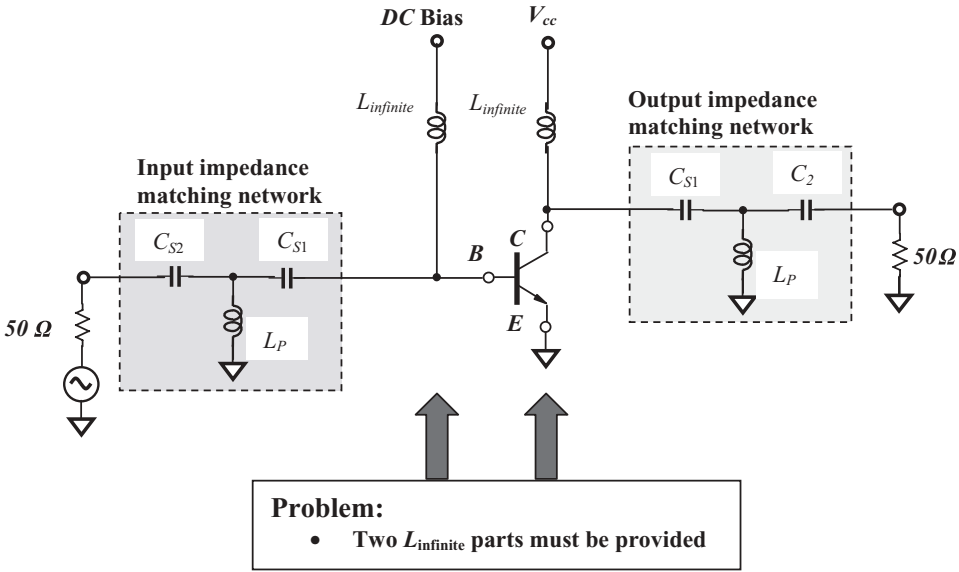 DC Bias
Vcc
Linfinite
Linfinite
Output impedance
matching network
Input impedance
matching network
CS1
C2
CS2
CS1
B
C
E
LP
50Ω
50 Ω
LP
Problem:
• Two Linfinite parts must be provided